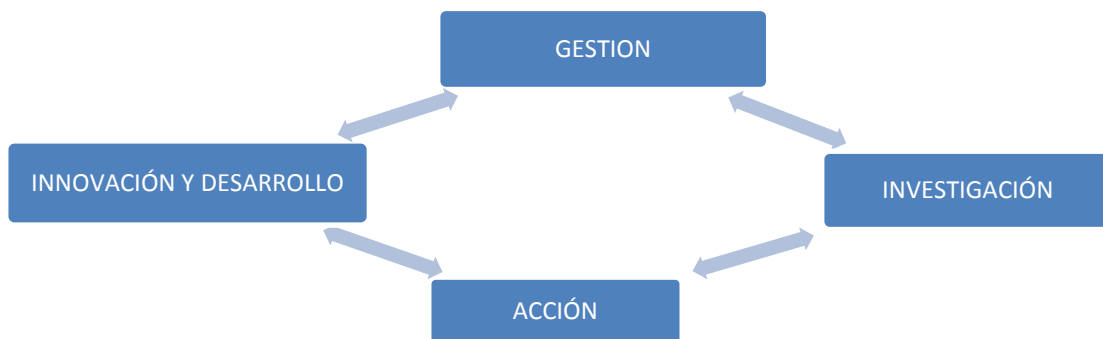 GESTION
INNOVACIÓN Y DESARROLLO
INVESTIGACIÓN
ACCIÓN